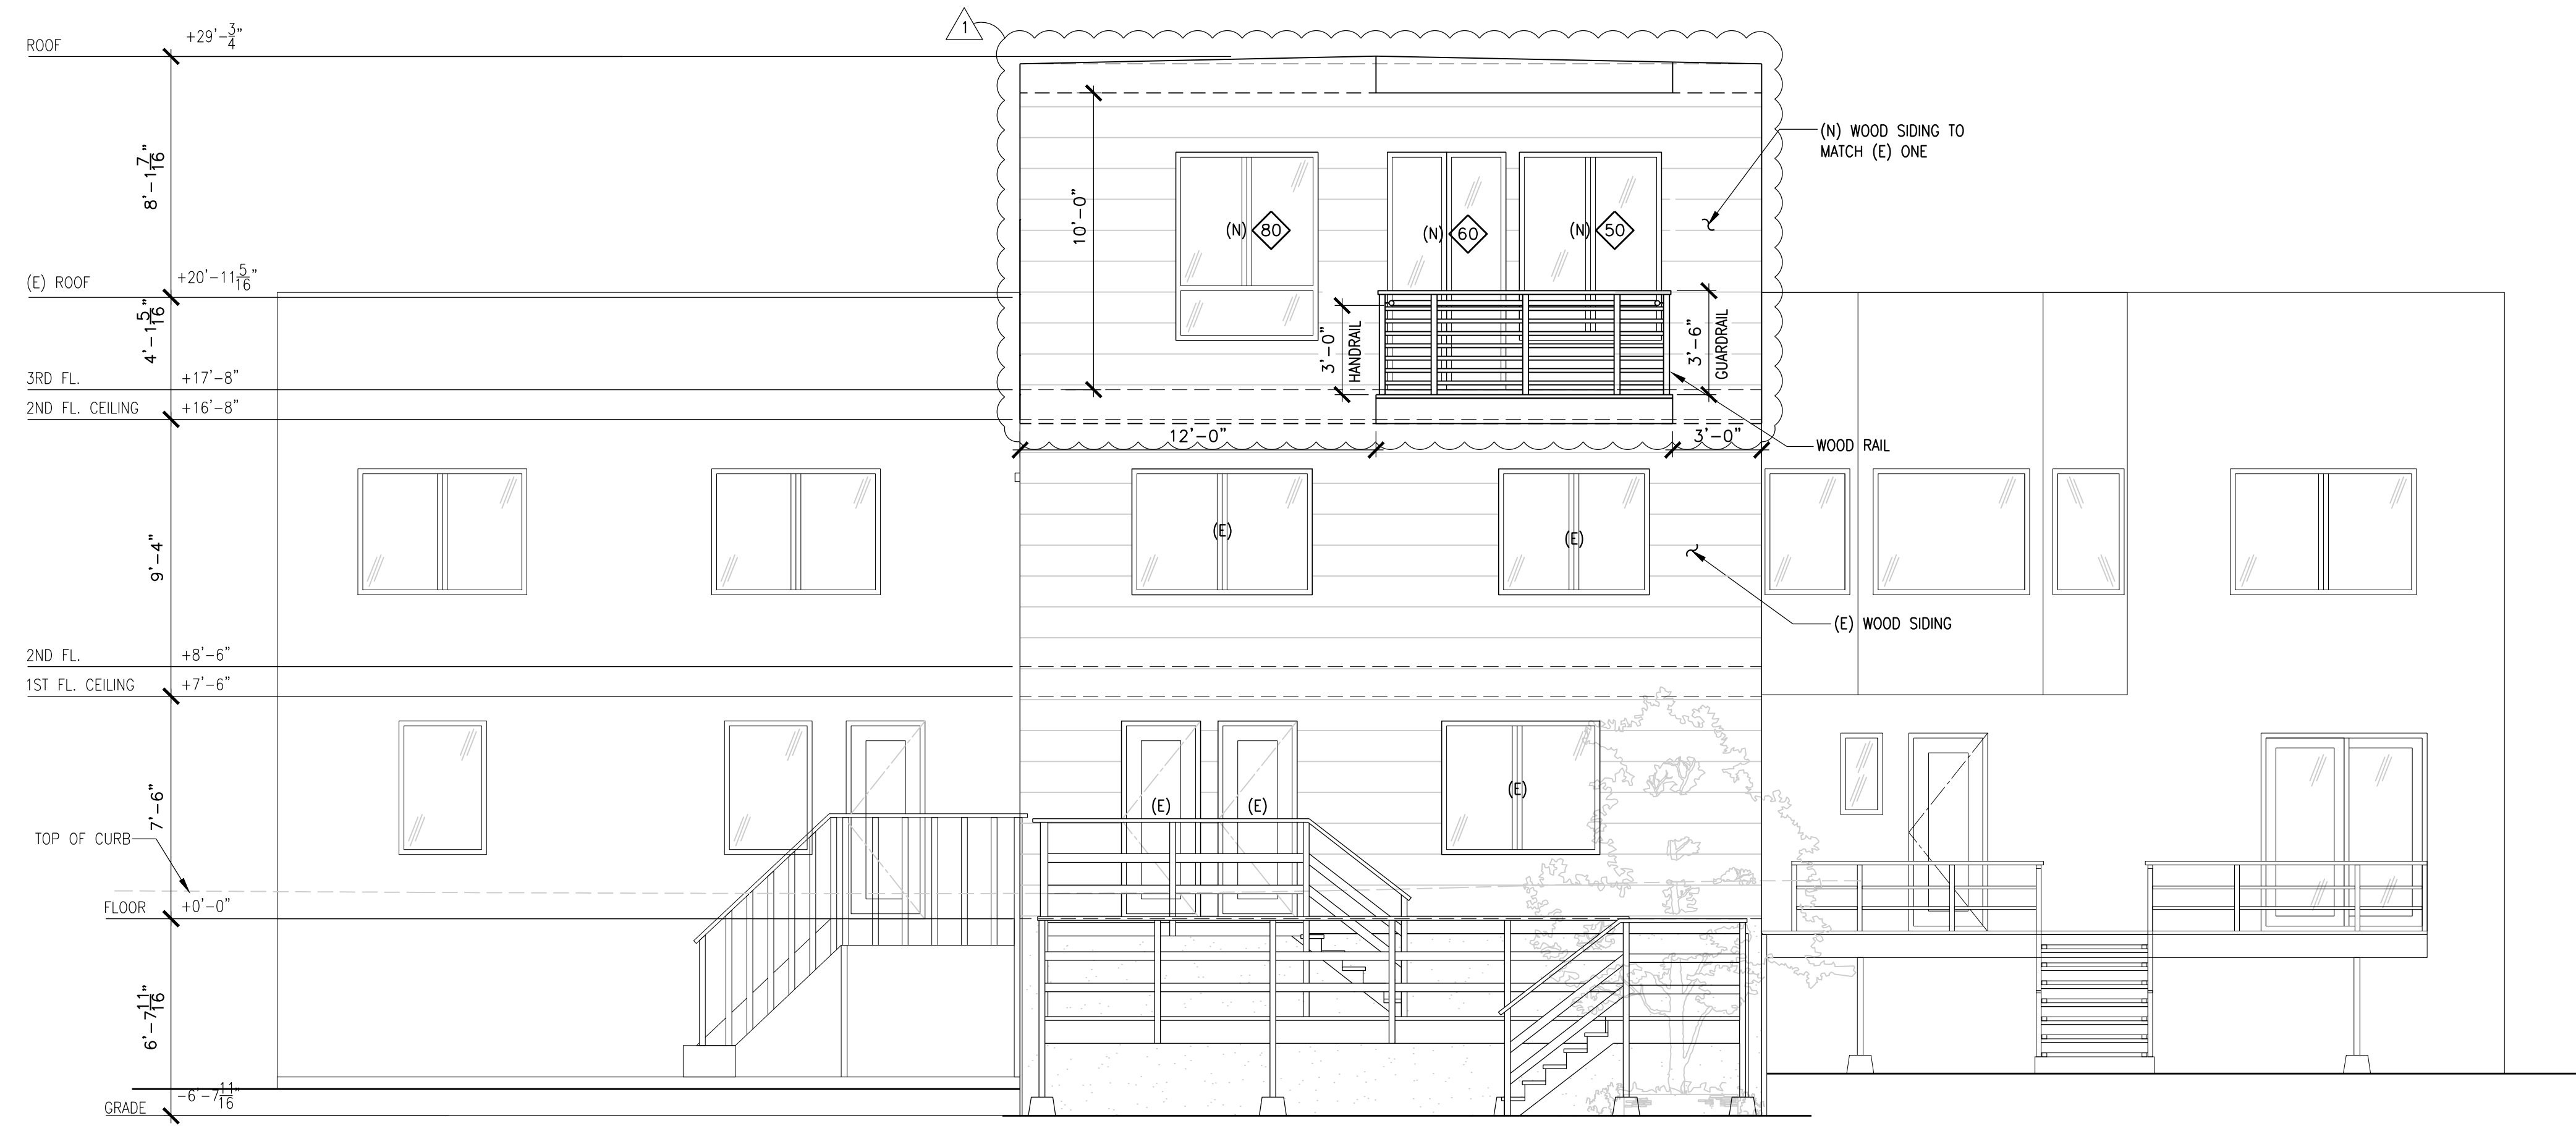 1
ROOF +29'-3/4"
8'-1 7/16"
(N) WOOD SIDING TO
MATCH (E) ONE
10'-0"
(N) 80
(N) 60
(N) 50
(E) ROOF +20'-11 5/16"
4'-1 5/16"
3'-0"
HANDRAIL
3'-6"
GUARDRAIL
3RD FL. +17'-8"
2ND FL. CEILING +16'-8"
12'-0"
3'-0"
WOOD RAIL
9'-4"
(E)
(E)
(E) WOOD SIDING
2ND FL. +8'-6"
1ST FL. CEILING +7'-6"
7'-6"
(E)
(E)
(E)
TOP OF CURB
FLOOR +0'-0"
6'-7 11/16"
-6'-7 11/16"
GRADE